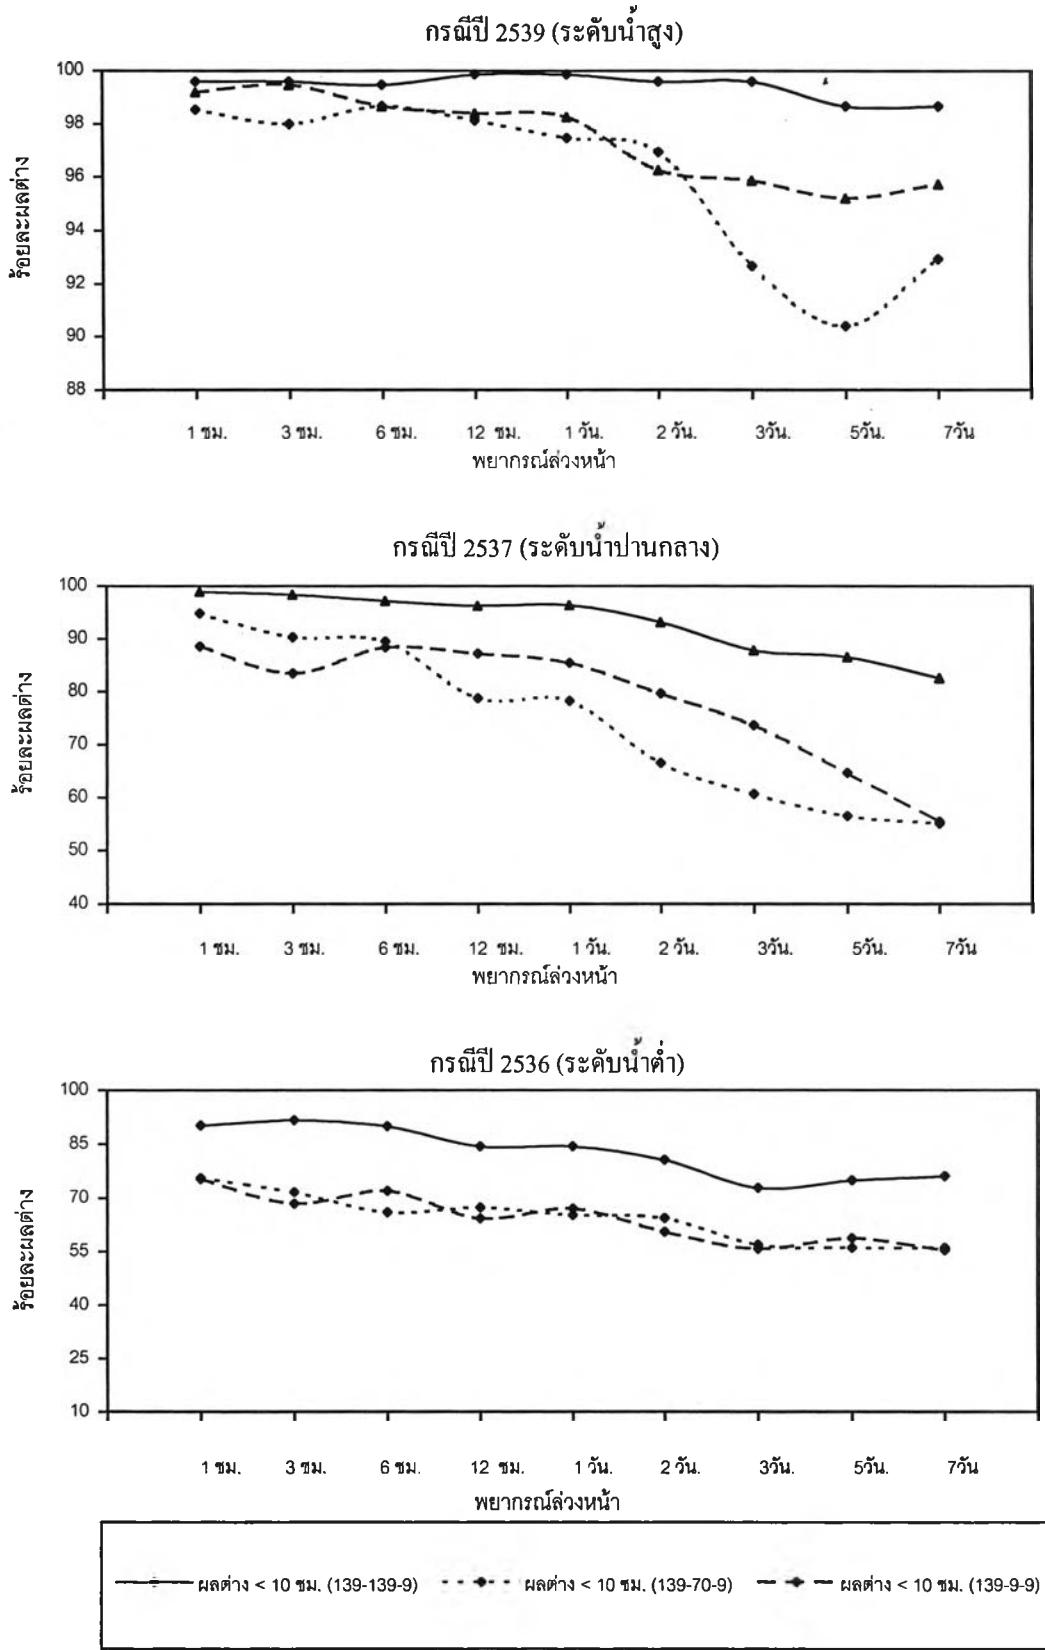 กรณีปี 2539 (ระดับน้ำสูง)
100
98
96
94
92
90
88
ร้อยละผลต่าง
1 ชม. 3 ชม. 6 ชม. 12 ชม. 1 วัน. 2 วัน. 3วัน. 5วัน. 7วัน
พยากรณ์ล่วงหน้า
กรณีปี 2537 (ระดับน้ำปานกลาง)
100
90
80
70
60
50
40
ร้อยละผลต่าง
1 ชม. 3 ชม. 6 ชม. 12 ชม. 1 วัน. 2 วัน. 3วัน. 5วัน. 7วัน
พยากรณ์ล่วงหน้า
กรณีปี 2536 (ระดับน้ำต่ำ)
100
85
70
55
40
25
10
ร้อยละผลต่าง
1 ชม. 3 ชม. 6 ชม. 12 ชม. 1 วัน. 2 วัน. 3วัน. 5วัน. 7วัน
พยากรณ์ล่วงหน้า
ผลต่าง < 10 ซม. (139-139-9) ผลต่าง < 10 ซม. (139-70-9) ผลต่าง < 10 ซม. (139-9-9)